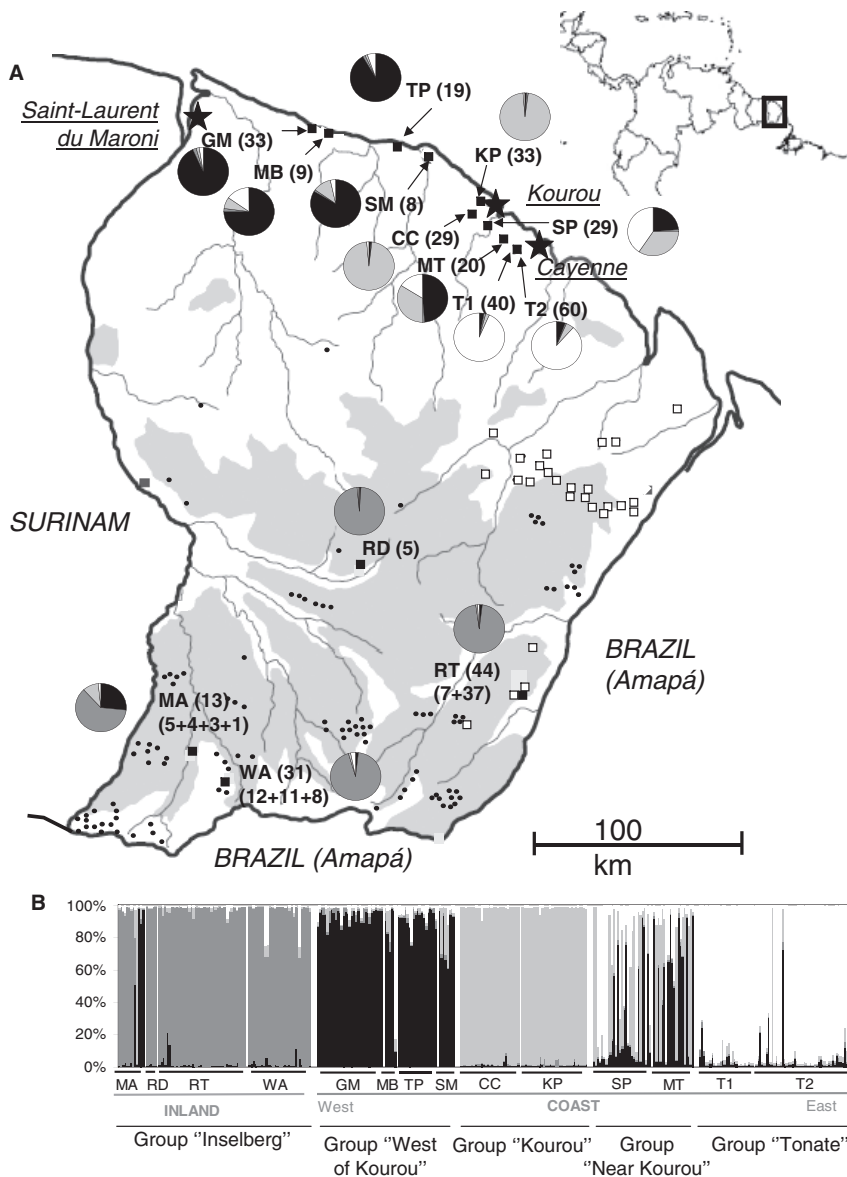 A
Saint-Laurent
du Maroni
TP (19)
GM (33)
MB (9)
SM (8)
KP (33)
Kourou
CC (29)
SP (29)
MT (20)
Cayenne
T1 (40)
T2 (60)
SURINAM
RD (5)
RT (44)
(7+37)
BRAZIL
(Amapá)
MA (13)
(5+4+3+1)
WA (31)
(12+11+8)
BRAZIL (Amapá)
100
km
B
100%
80%
60%
40%
20%
0%
MA RD RT WA GM MB TP SM CC KP SP MT T1 T2
INLAND West COAST East
Group ‘’Inselberg’’ Group ‘’West Group ‘’Kourou’’ Group Group ‘’Tonate’’
of Kourou’’ ‘’Near Kourou’’